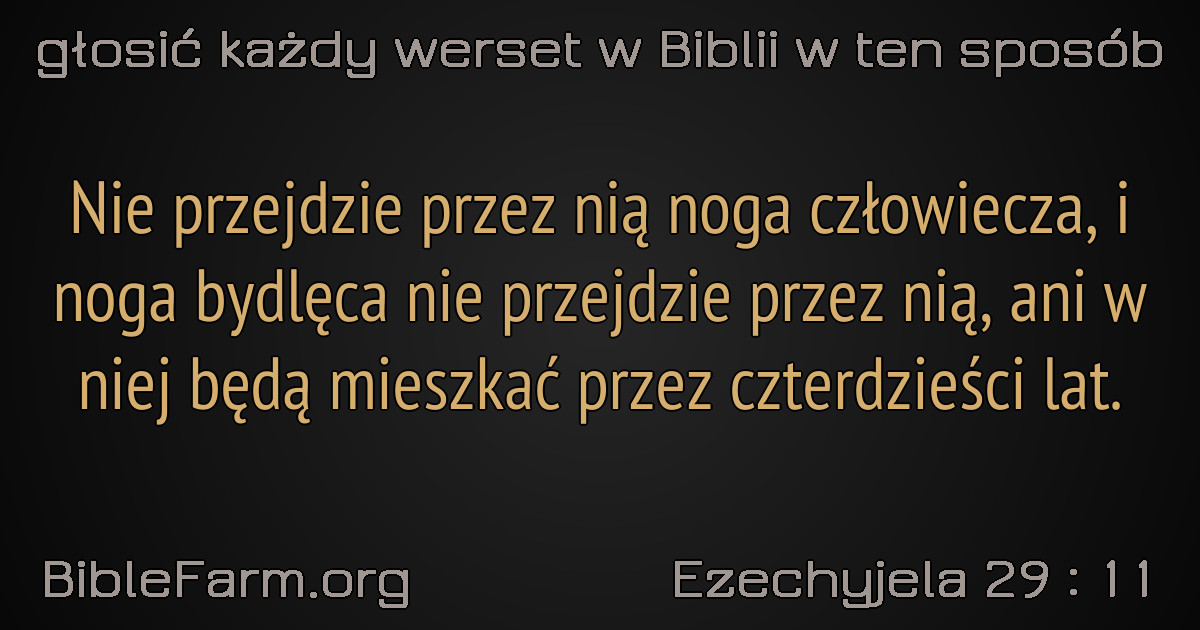 głosić każdy werset w Biblii w ten sposób
Nie przejdzie przez nią noga człowiecza, i
noga bydlęca nie przejdzie przez nią, ani w
niej będą mieszkać przez czterdzieści lat.
BibleFarm.org
Ezechyjela 29 : 11